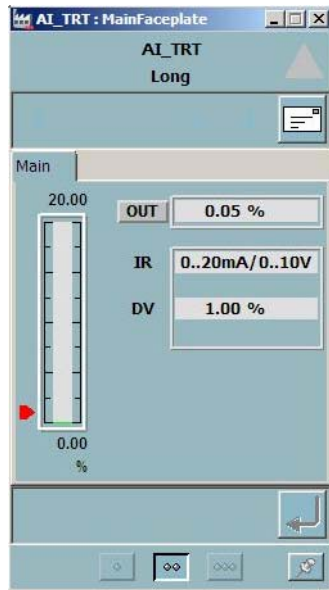 AI_TRT : MainFaceplate
AI_TRT
Long
Main
20.00
OUT 0.05 %
IR 0..20mA/0..10V
DV 1.00 %
0.00
%